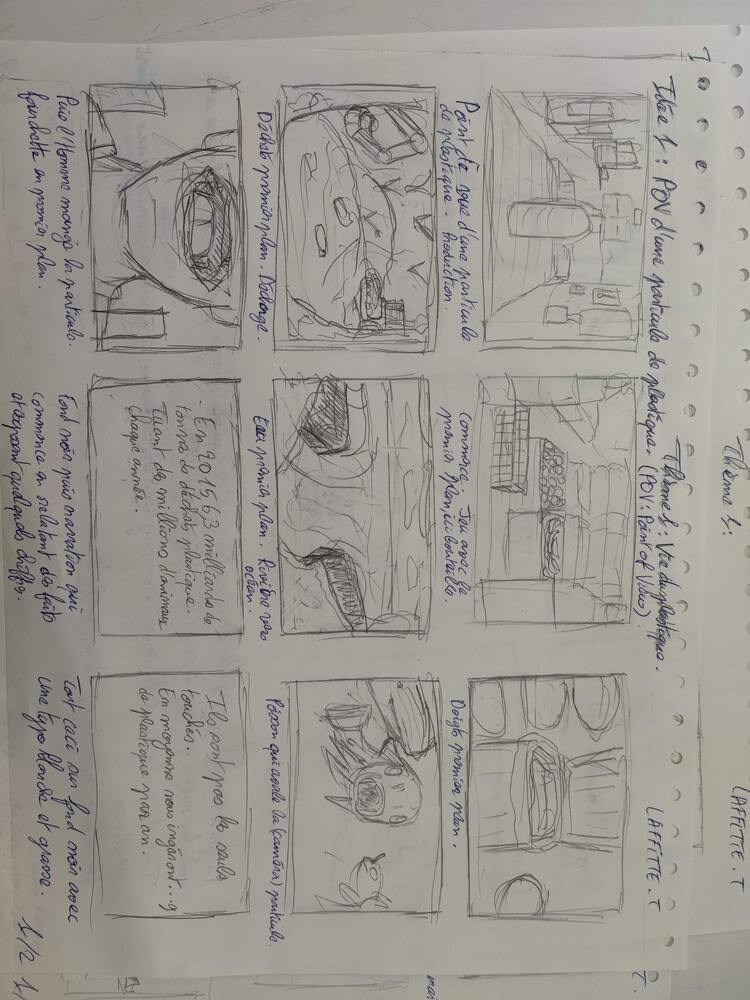 Thème 1:
LAFFITTE.T
Thème 1: Vie du plastique.
Idée 1: POV d'une particule de plastique. (POV: Point of View)
LAFFITTE.T
Point de vue d'une particule
de plastique. Production.
Commerce. Jeu avec le
premier plan, ici bouteille.
Doigts premier plan.
Déchets premier plan. Décharge.
Eau premier plan. Rivière vers
océan.
Poisson qui avale la (caméra) particule.
Puis l'Homme mange la particule.
fourchette en premier plan.
- En 2015 6,3 milliards de
tonnes de déchets plastique.
Tuant des millions d'animaux
chaque année.
Fond noir puis narration qui
commence en relatant des faits
et exposant quelques chiffres.
Ils sont pas les seuls
touchés.
En moyenne nous ingéront...g
de plastique par an.
Tout ceci sur fond noir avec
une typo blanche et grasse.
1/2